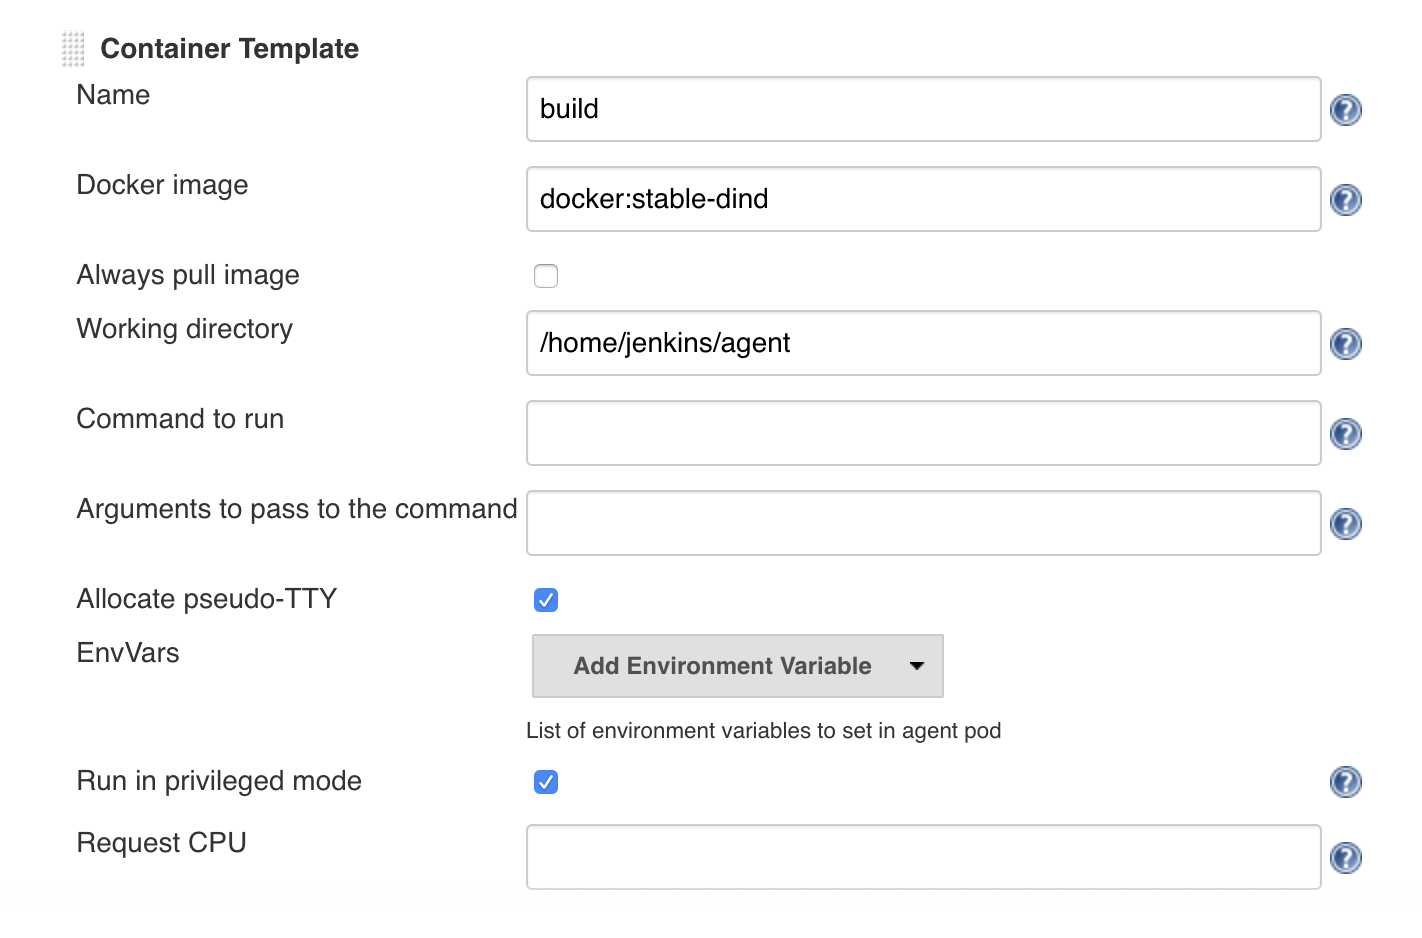 Container Template
Name
build
Docker image
docker:stable-dind
Always pull image
Working directory
/home/jenkins/agent
Command to run
Arguments to pass to the command
Allocate pseudo-TTY
EnvVars
Add Environment Variable
List of environment variables to set in agent pod
Run in privileged mode
Request CPU